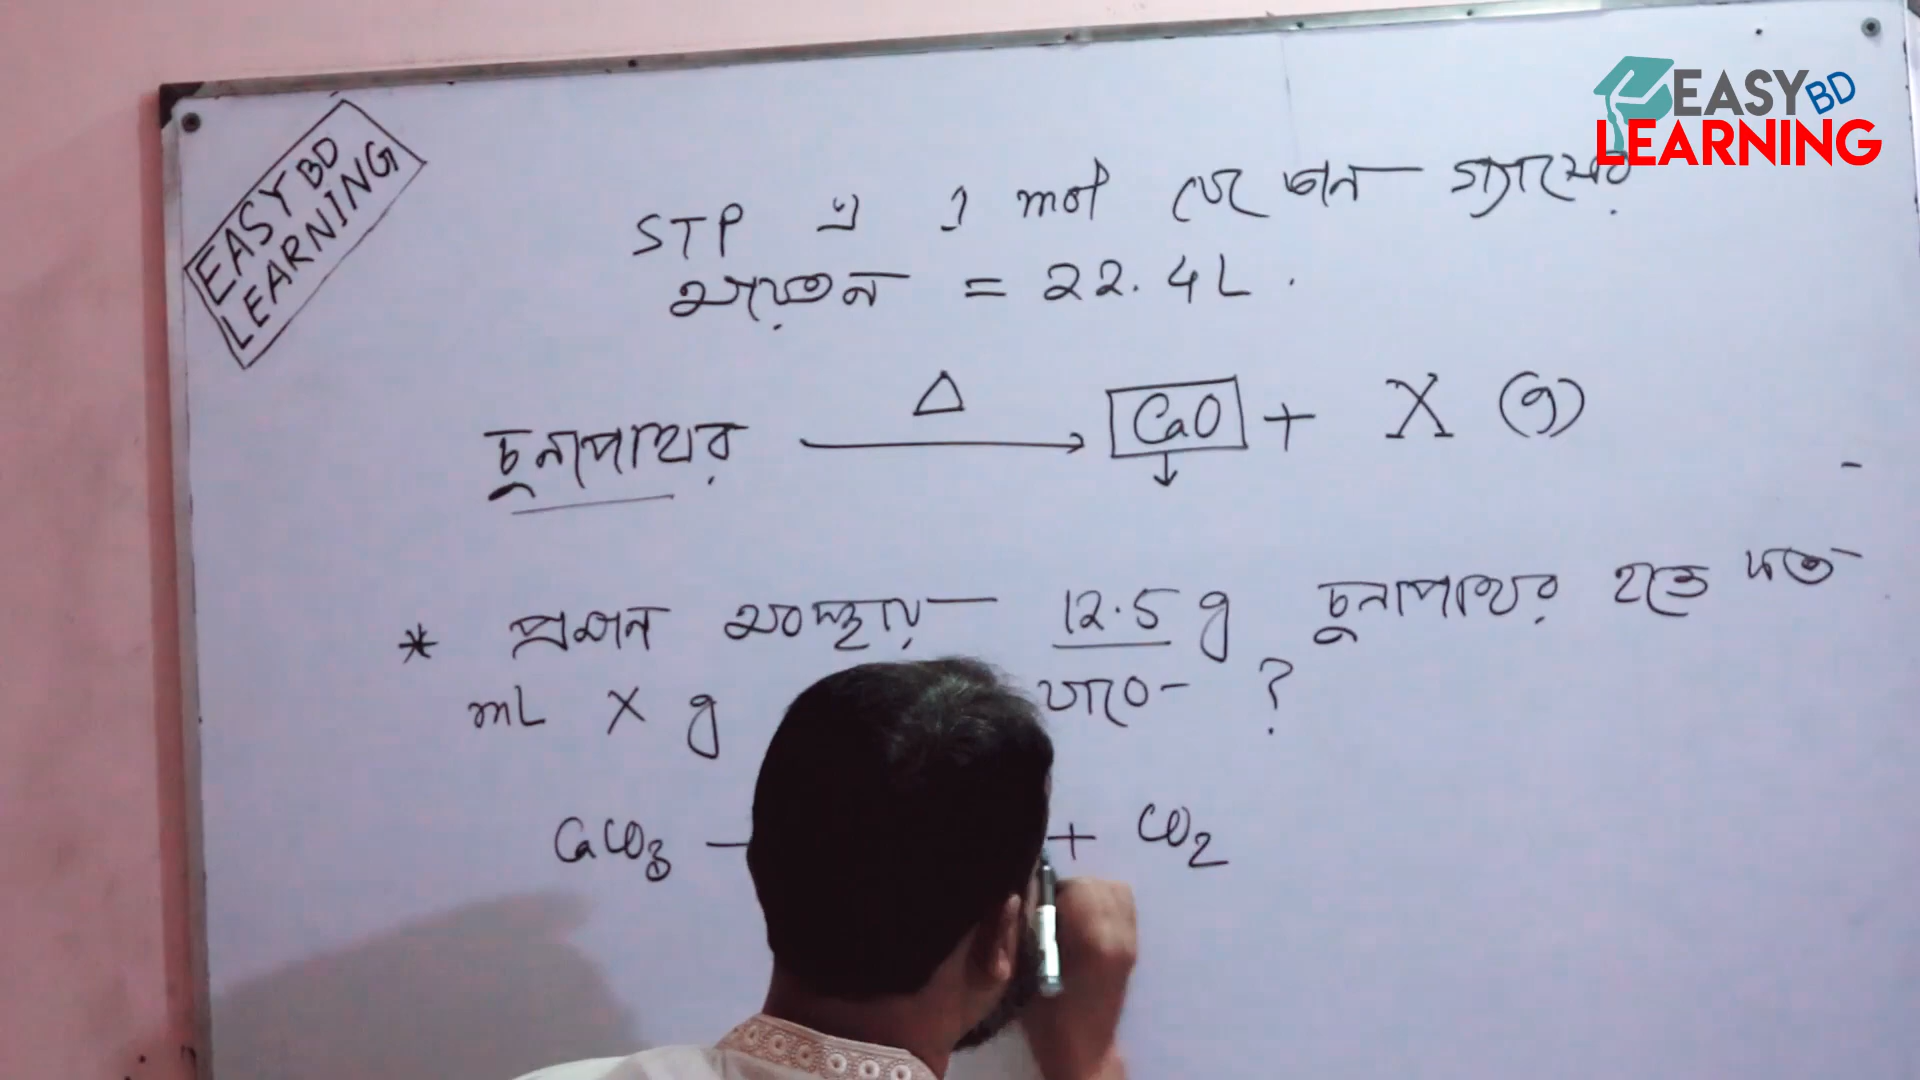 EASY BD
LEARNING
EASY BD
LEARNING
STP এ 1 mol যে কোন গ্যাসের
আয়তন = 22.4L.
চুনাপাথর Δ → CaO + X (g)
* প্রমান অবস্থায় 12.5 g চুনাপাথর হতে কত
mL X g পাবে ?
CaCO3 – + CO2